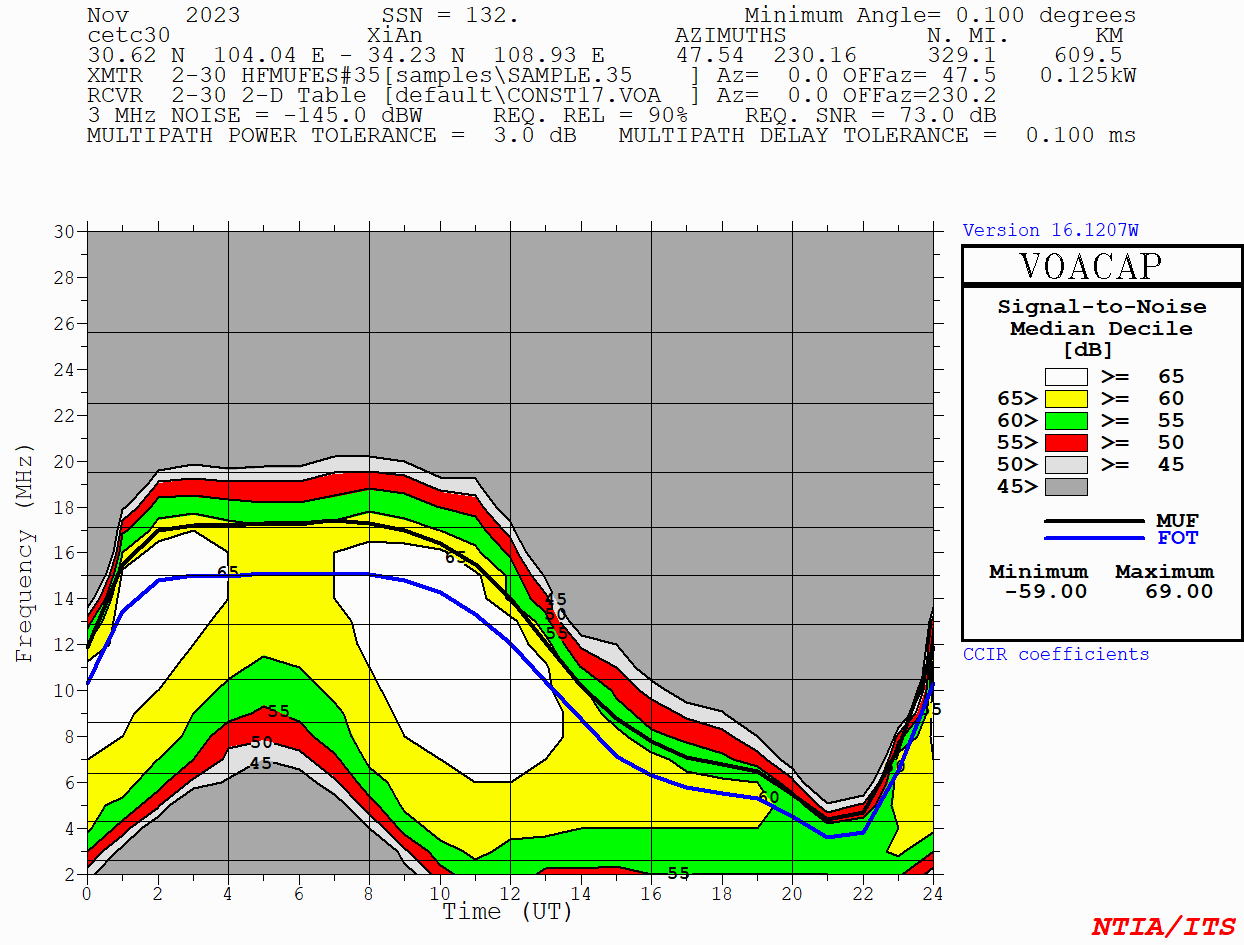 Nov    2023          SSN = 132.                Minimum Angle= 0.100 degrees
cetc30              XiAn                  AZIMUTHS          N. MI.      KM
30.62 N  104.04 E - 34.23 N  108.93 E     47.54  230.16     329.1    609.5
XMTR  2-30 HFMUFES#35[samples\SAMPLE.35    ] Az=  0.0 OFFaz= 47.5   0.125kW
RCVR  2-30 2-D Table [default\CONST17.VOA  ] Az=  0.0 OFFaz=230.2
3 MHz NOISE = -145.0 dBW     REQ. REL = 90%    REQ. SNR = 73.0 dB
MULTIPATH POWER TOLERANCE =  3.0 dB   MULTIPATH DELAY TOLERANCE =  0.100 ms
30
28
26
24
22
20
18
16
14
12
10
8
6
4
2
Frequency (MHz)
0 2 4 6 8 10 12 14 16 18 20 22 24
Time (UT)
65
65
45
50
55
55
50
45
60
60
55
Version 16.1207W
VOACAP
Signal-to-Noise
Median Decile
[dB]
>= 65
65> >= 60
60> >= 55
55> >= 50
50> >= 45
45>
MUF
FOT
Minimum Maximum
-59.00 69.00
CCIR coefficients
NTIA/ITS